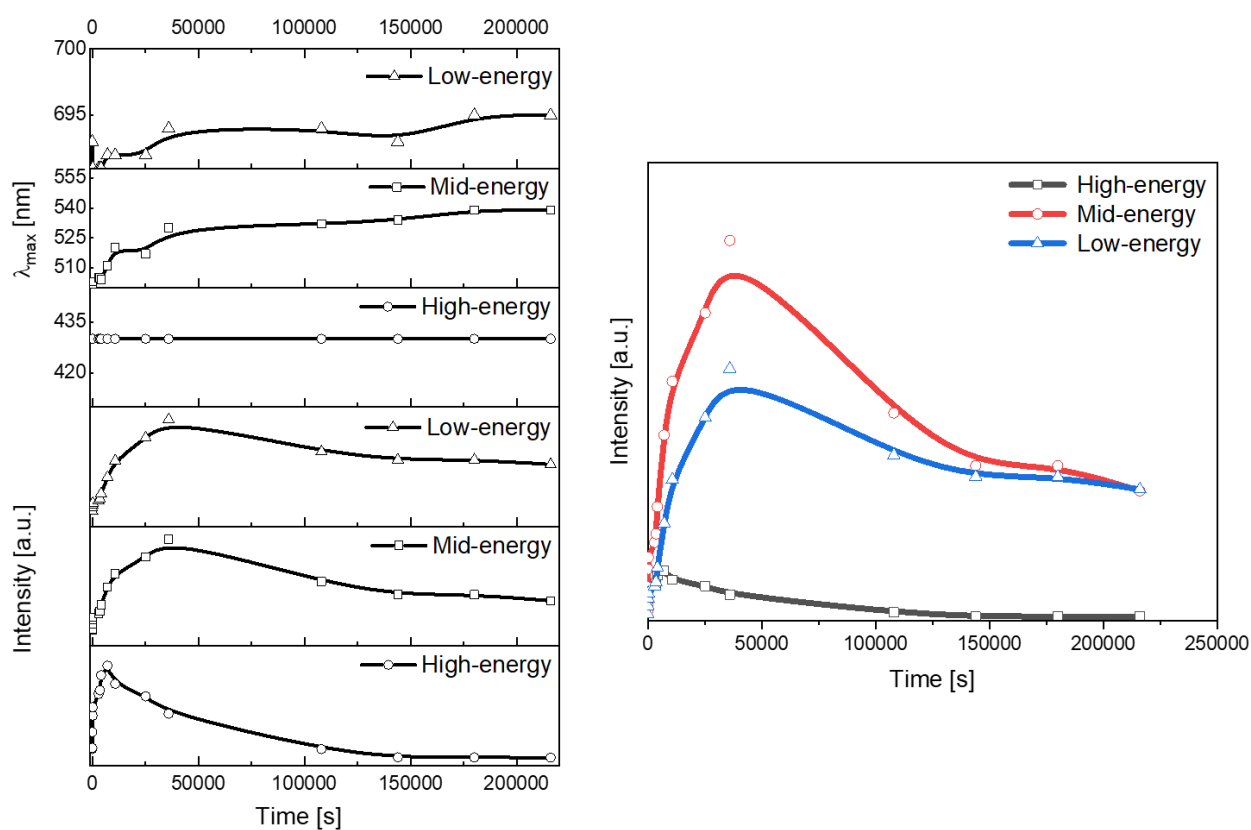 0 50000 100000 150000 200000
700
Low-energy
695
555
Mid-energy
540
525
510
λmax [nm]
High-energy
435
420
Low-energy
Mid-energy
Intensity [a.u.]
High-energy
0 50000 100000 150000 200000
Time [s]
High-energy
Mid-energy
Low-energy
Intensity [a.u.]
0 50000 100000 150000 200000 250000
Time [s]